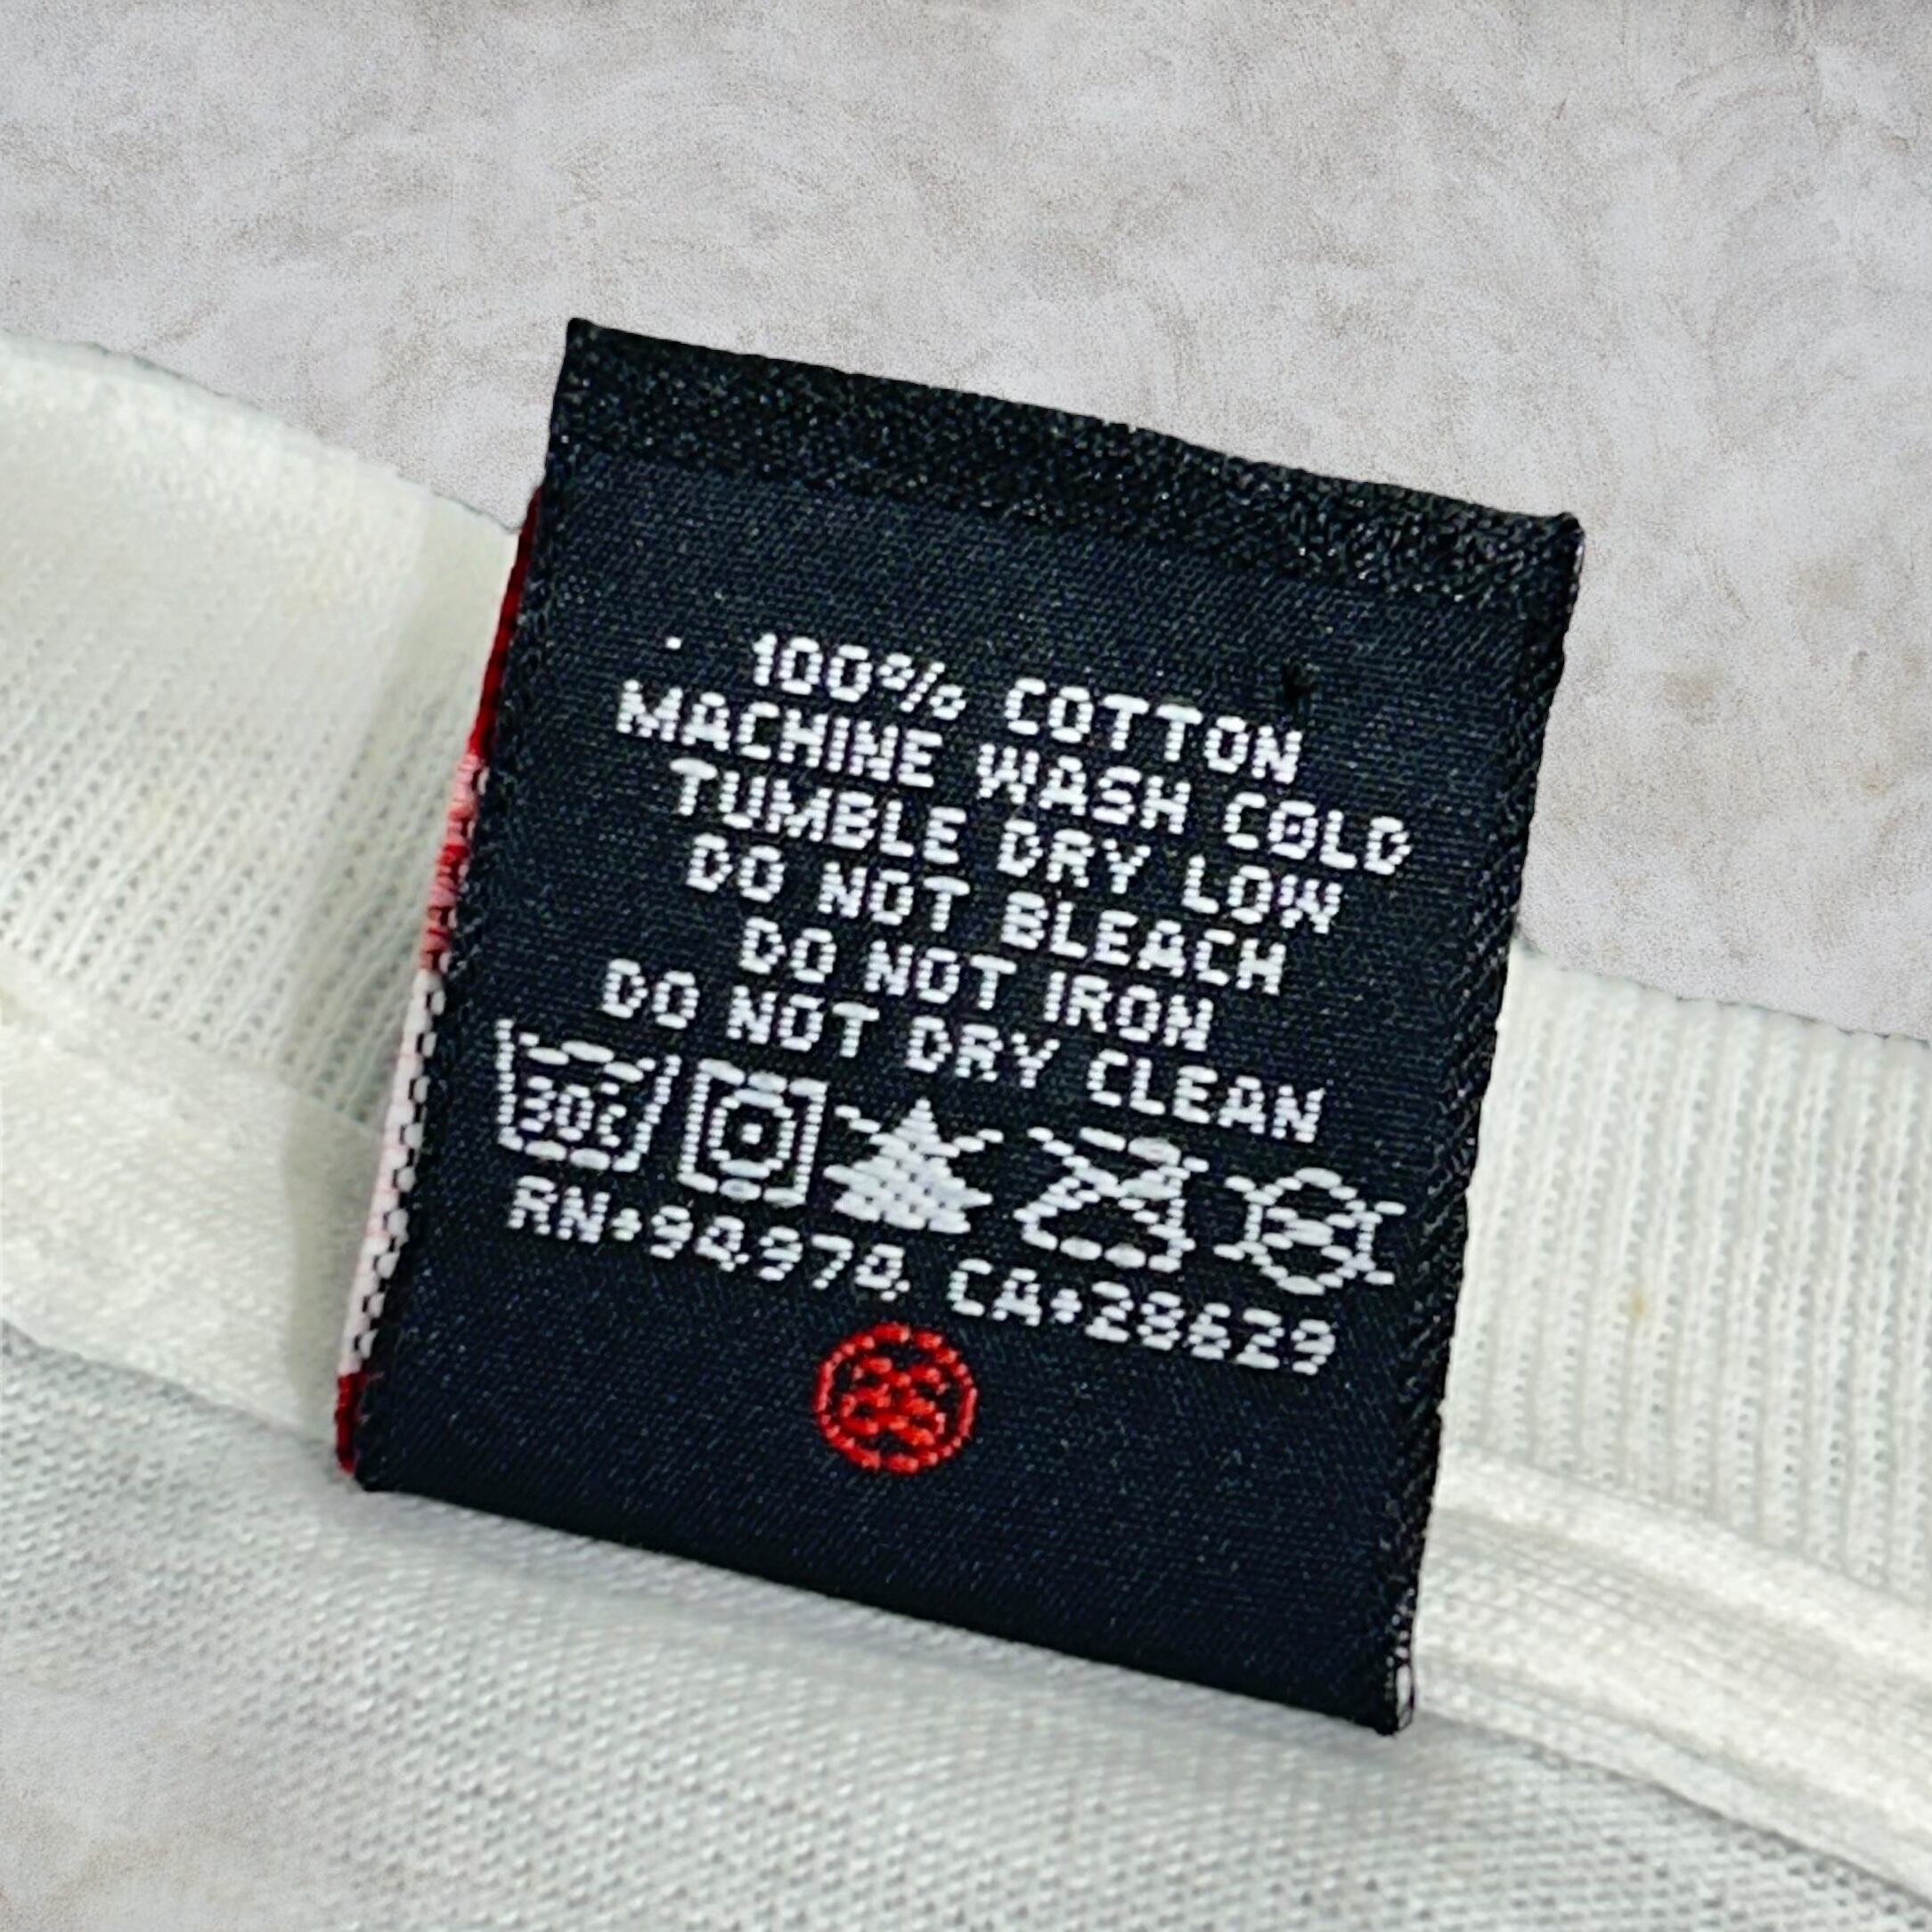 100% COTTON
MACHINE WASH COLD
TUMBLE DRY LOW
DO NOT BLEACH
DO NOT IRON
DO NOT DRY CLEAN
30c
RN#94974, CA#28629